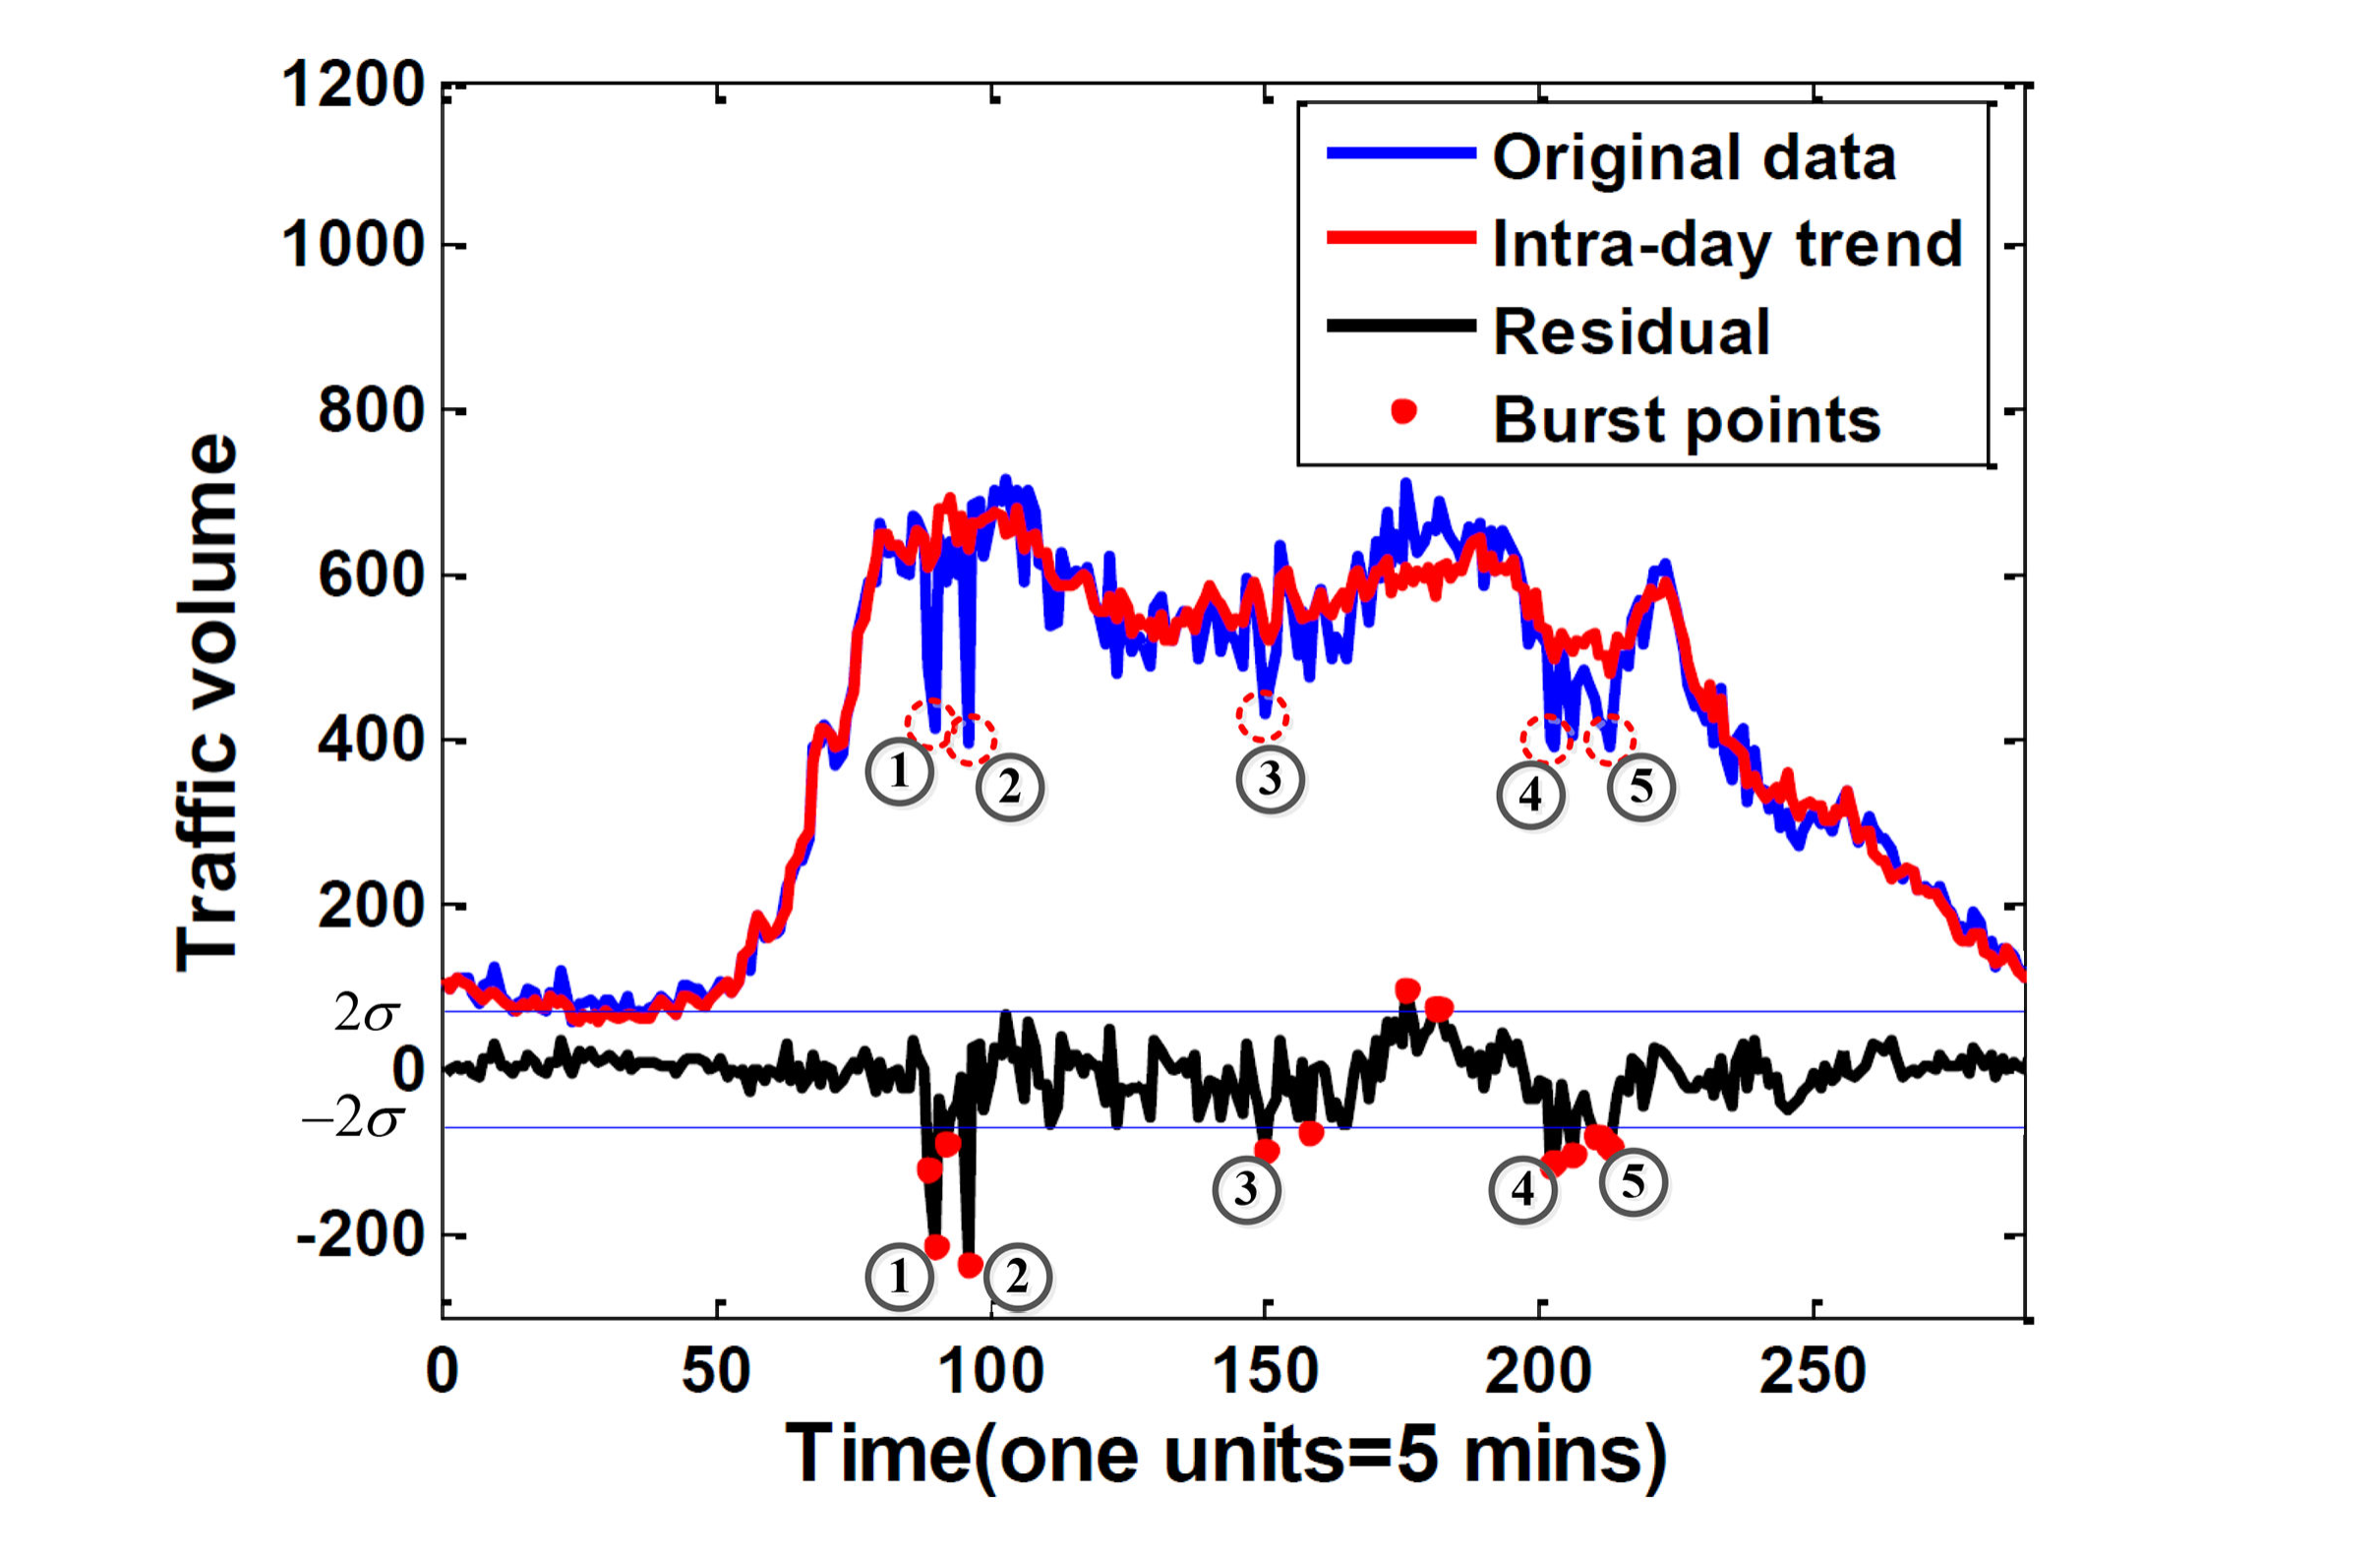 1200
1000
800
600
400
200
2σ
0
−2σ
-200
Traffic volume
Original data
Intra-day trend
Residual
Burst points
1
2
3
4
5
3
4
5
1
2
0 50 100 150 200 250
Time(one units=5 mins)